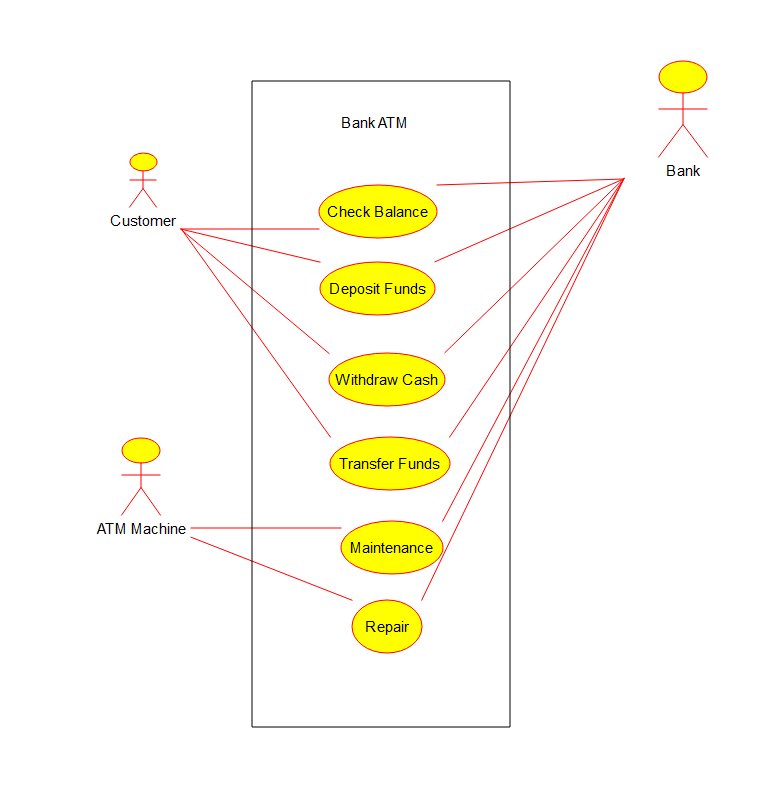 Bank ATM
Bank
Customer
Check Balance
Deposit Funds
Withdraw Cash
Transfer Funds
ATM Machine
Maintenance
Repair